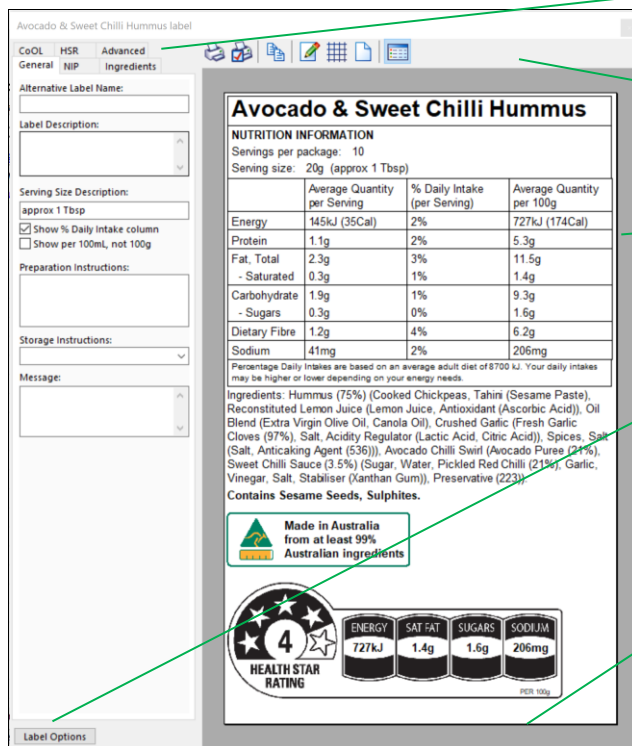 Avocado & Sweet Chilli Hummus label
CoOL HSR Advanced
General NIP Ingredients
Alternative Label Name:
Label Description:
Serving Size Description:
approx 1 Tbsp
Show % Daily Intake column
Show per 100mL, not 100g
Preparation Instructions:
Storage Instructions:
Message:
Label Options
Avocado & Sweet Chilli Hummus
NUTRITION INFORMATION
Servings per package: 10
Serving size: 20g (approx 1 Tbsp)
Average Quantity per Serving % Daily Intake (per Serving) Average Quantity per 100g
Energy 145kJ (35Cal) 2% 727kJ (174Cal)
Protein 1.1g 2% 5.3g
Fat, Total 2.3g 3% 11.5g
- Saturated 0.3g 1% 1.4g
Carbohydrate 1.9g 1% 9.3g
- Sugars 0.3g 0% 1.6g
Dietary Fibre 1.2g 4% 6.2g
Sodium 41mg 2% 206mg
Percentage Daily Intakes are based on an average adult diet of 8700 kJ. Your daily intakes
may be higher or lower depending on your energy needs.
Ingredients: Hummus (75%) (Cooked Chickpeas, Tahini (Sesame Paste),
Reconstituted Lemon Juice (Lemon Juice, Antioxidant (Ascorbic Acid)), Oil
Blend (Extra Virgin Olive Oil, Canola Oil), Crushed Garlic (Fresh Garlic
Cloves (97%), Salt, Acidity Regulator (Lactic Acid, Citric Acid)), Spices, Salt
(Salt, Anticaking Agent (536))), Avocado Chilli Swirl (Avocado Puree (21%),
Sweet Chilli Sauce (3.5%) (Sugar, Water, Pickled Red Chilli (21%), Garlic,
Vinegar, Salt, Stabiliser (Xanthan Gum)), Preservative (223)).
Contains Sesame Seeds, Sulphites.
Made in Australia
from at least 99%
Australian ingredients
4
HEALTH STAR
RATING
ENERGY SAT FAT SUGARS SODIUM
727kJ 1.4g 1.6g 206mg
PER 100g